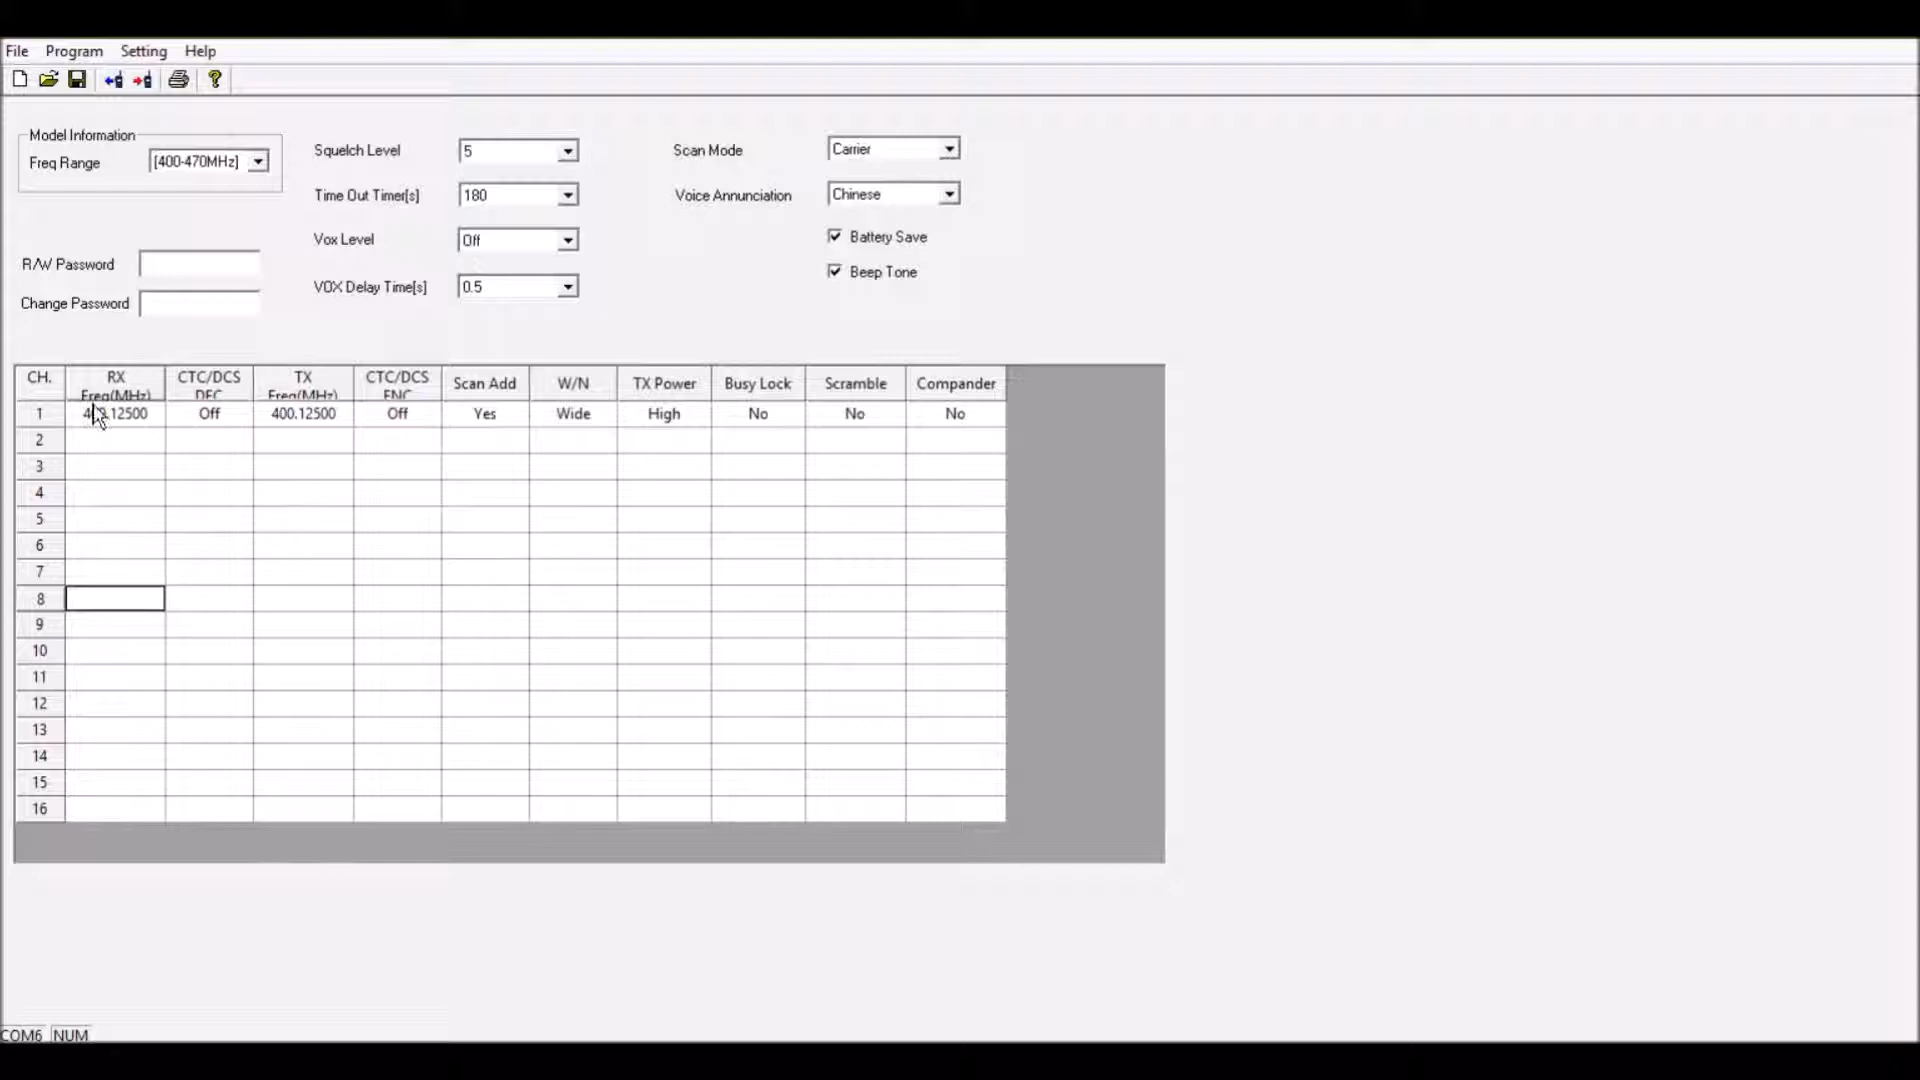 File Program Setting Help
Model Information
Freq Range [400-470MHz]
R/W Password
Change Password
Squelch Level 5
Time Out Timer[s] 180
Vox Level Off
VOX Delay Time[s] 0.5
Scan Mode Carrier
Voice Annunciation Chinese
Battery Save
Beep Tone
CH. RX Freq(MHz) CTC/DCS DEC TX Freq(MHz) CTC/DCS ENC Scan Add W/N TX Power Busy Lock Scramble Compander
1 400.12500 Off 400.12500 Off Yes Wide High No No No
2
3
4
5
6
7
8
9
10
11
12
13
14
15
16
COM6 NUM